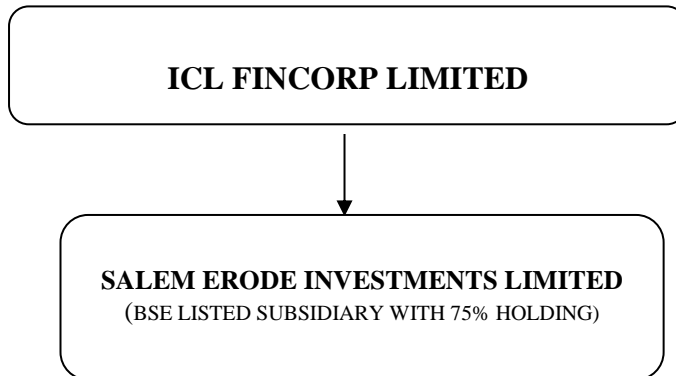 ICL FINCORP LIMITED
SALEM ERODE INVESTMENTS LIMITED
(BSE LISTED SUBSIDIARY WITH 75% HOLDING)